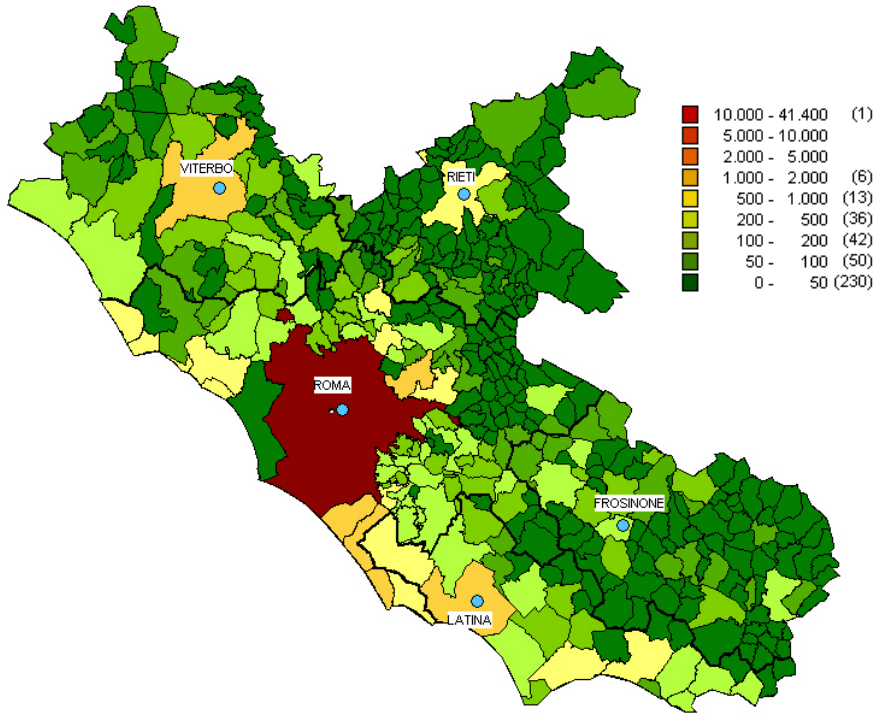 VITERBO
RIETI
10.000 - 41.400 (1)
5.000 - 10.000
2.000 - 5.000
1.000 - 2.000 (6)
500 - 1.000 (13)
200 - 500 (36)
100 - 200 (42)
50 - 100 (50)
0 - 50 (230)
ROMA
FROSINONE
LATINA